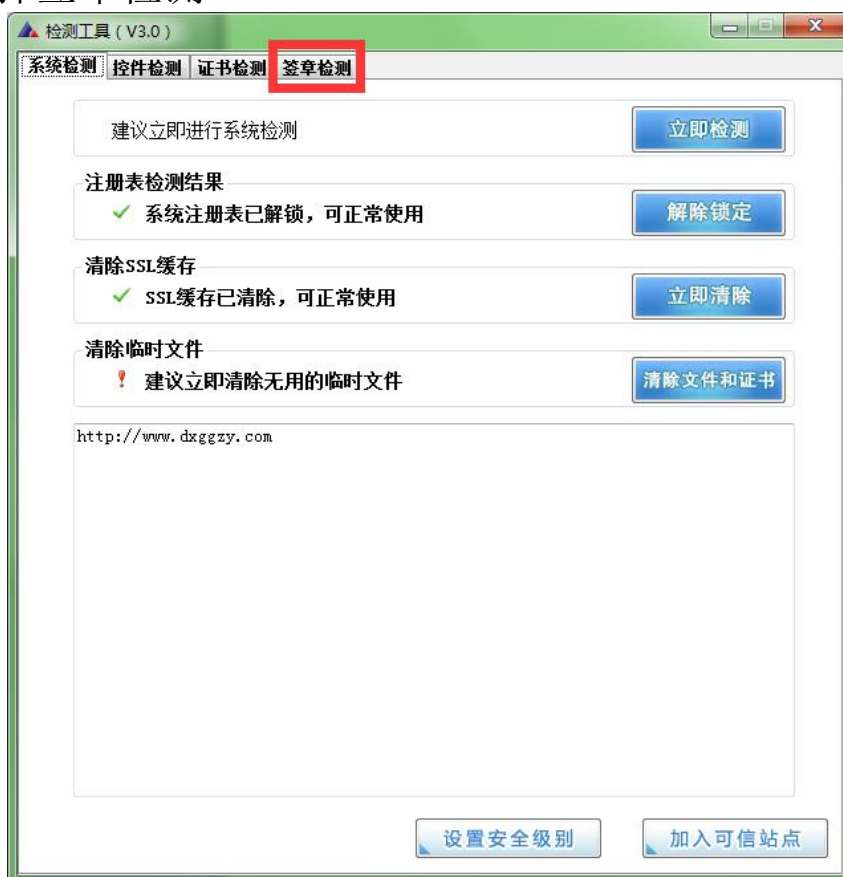 检测工具（V3.0）
系统检测 控件检测 证书检测 签章检测
建议立即进行系统检测 立即检测
注册表检测结果
系统注册表已解锁，可正常使用 解除锁定
清除SSL缓存
SSL缓存已清除，可正常使用 立即清除
清除临时文件
建议立即清除无用的临时文件 清除文件和证书
http://www.dxggzy.com
设置安全级别 加入可信站点